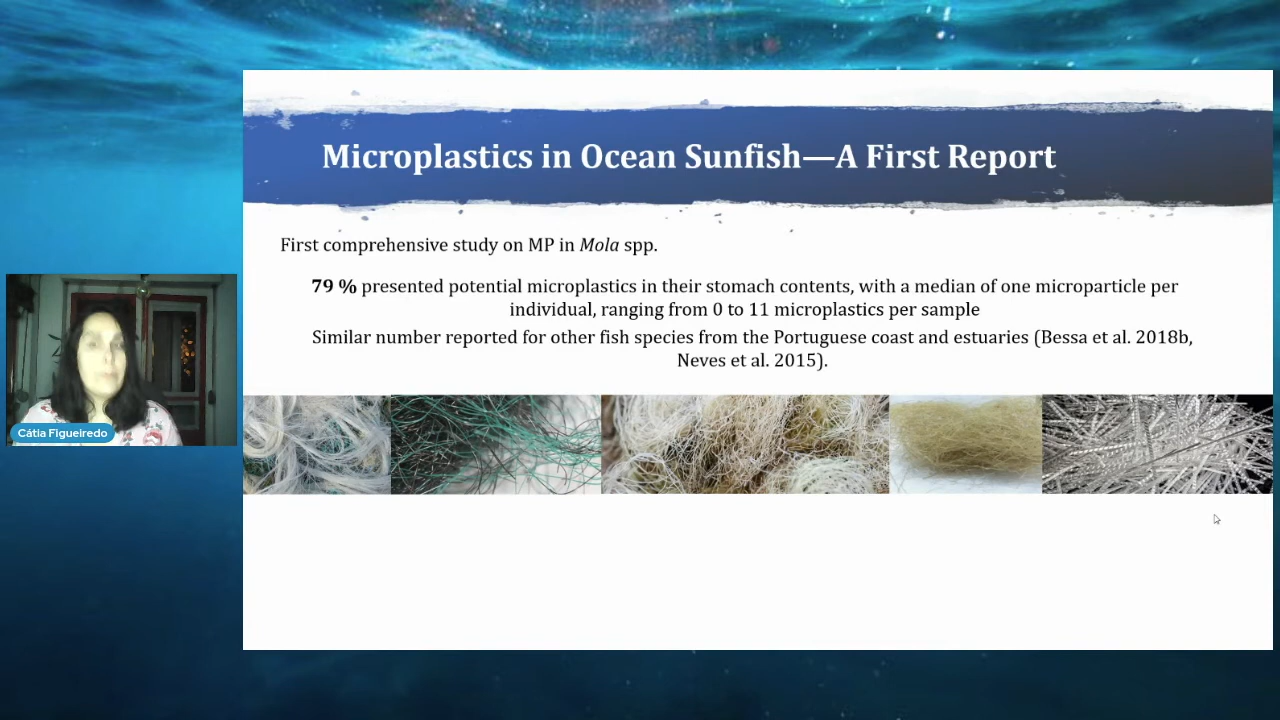 Microplastics in Ocean Sunfish—A First Report
First comprehensive study on MP in Mola spp.
79 % presented potential microplastics in their stomach contents, with a median of one microparticle per
individual, ranging from 0 to 11 microplastics per sample
Similar number reported for other fish species from the Portuguese coast and estuaries (Bessa et al. 2018b,
Neves et al. 2015).
Cátia Figueiredo